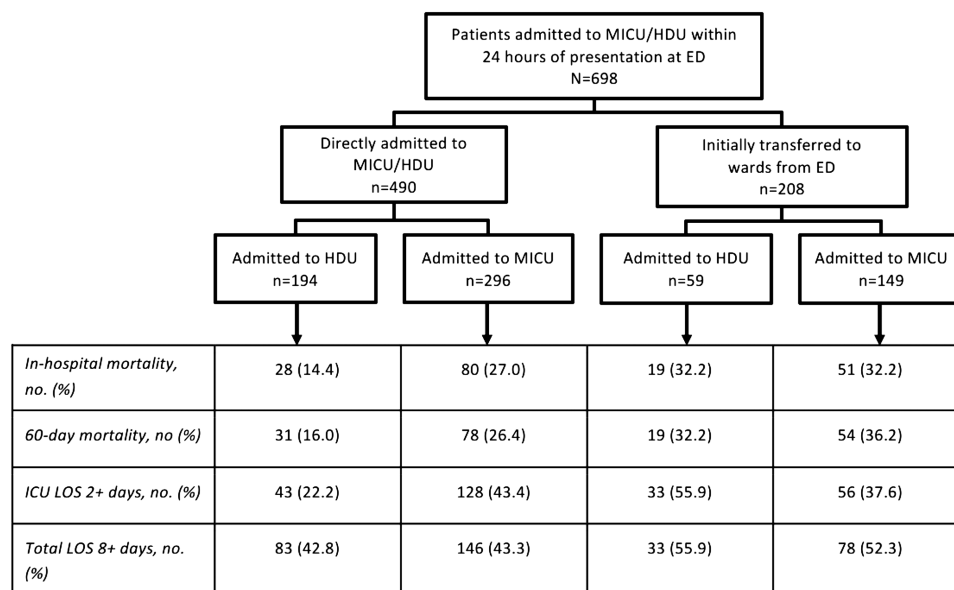 Patients admitted to MICU/HDU within
24 hours of presentation at ED
N=698
Directly admitted to
MICU/HDU
n=490
Initially transferred to
wards from ED
n=208
Admitted to HDU
n=194
Admitted to MICU
n=296
Admitted to HDU
n=59
Admitted to MICU
n=149
In-hospital mortality,
no. (%)
28 (14.4)
80 (27.0)
19 (32.2)
51 (32.2)
60-day mortality, no (%)
31 (16.0)
78 (26.4)
19 (32.2)
54 (36.2)
ICU LOS 2+ days, no. (%)
43 (22.2)
128 (43.4)
33 (55.9)
56 (37.6)
Total LOS 8+ days, no.
(%)
83 (42.8)
146 (43.3)
33 (55.9)
78 (52.3)